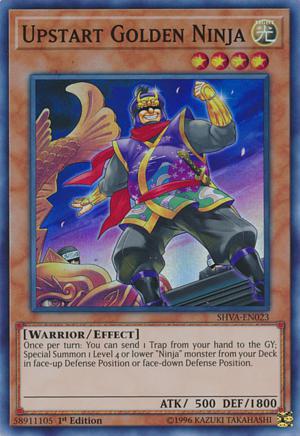 UPSTART GOLDEN NINJA
LIGHT
光
SHVA-EN023
[WARRIOR/EFFECT]
Once per turn: You can send 1 Trap from your hand to the GY;
Special Summon 1 Level 4 or lower "Ninja" monster from your Deck
in face-up Defense Position or face-down Defense Position.
ATK/ 500 DEF/1800
58911105 1st Edition
©1996 KAZUKI TAKAHASHI